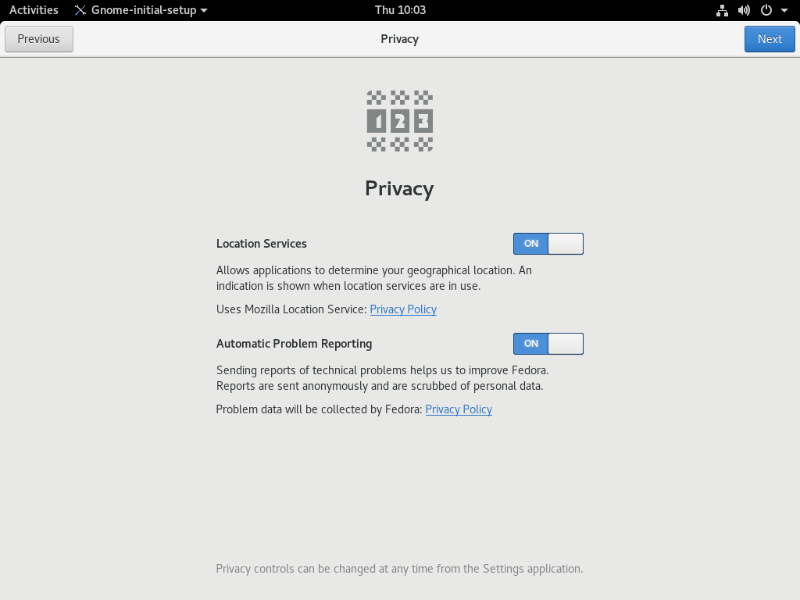 Activities Gnome-initial-setup Thu 10:03
Previous Privacy Next
1 2 3
Privacy
Location Services ON
Allows applications to determine your geographical location. An
indication is shown when location services are in use.
Uses Mozilla Location Service: Privacy Policy
Automatic Problem Reporting ON
Sending reports of technical problems helps us to improve Fedora.
Reports are sent anonymously and are scrubbed of personal data.
Problem data will be collected by Fedora: Privacy Policy
Privacy controls can be changed at any time from the Settings application.